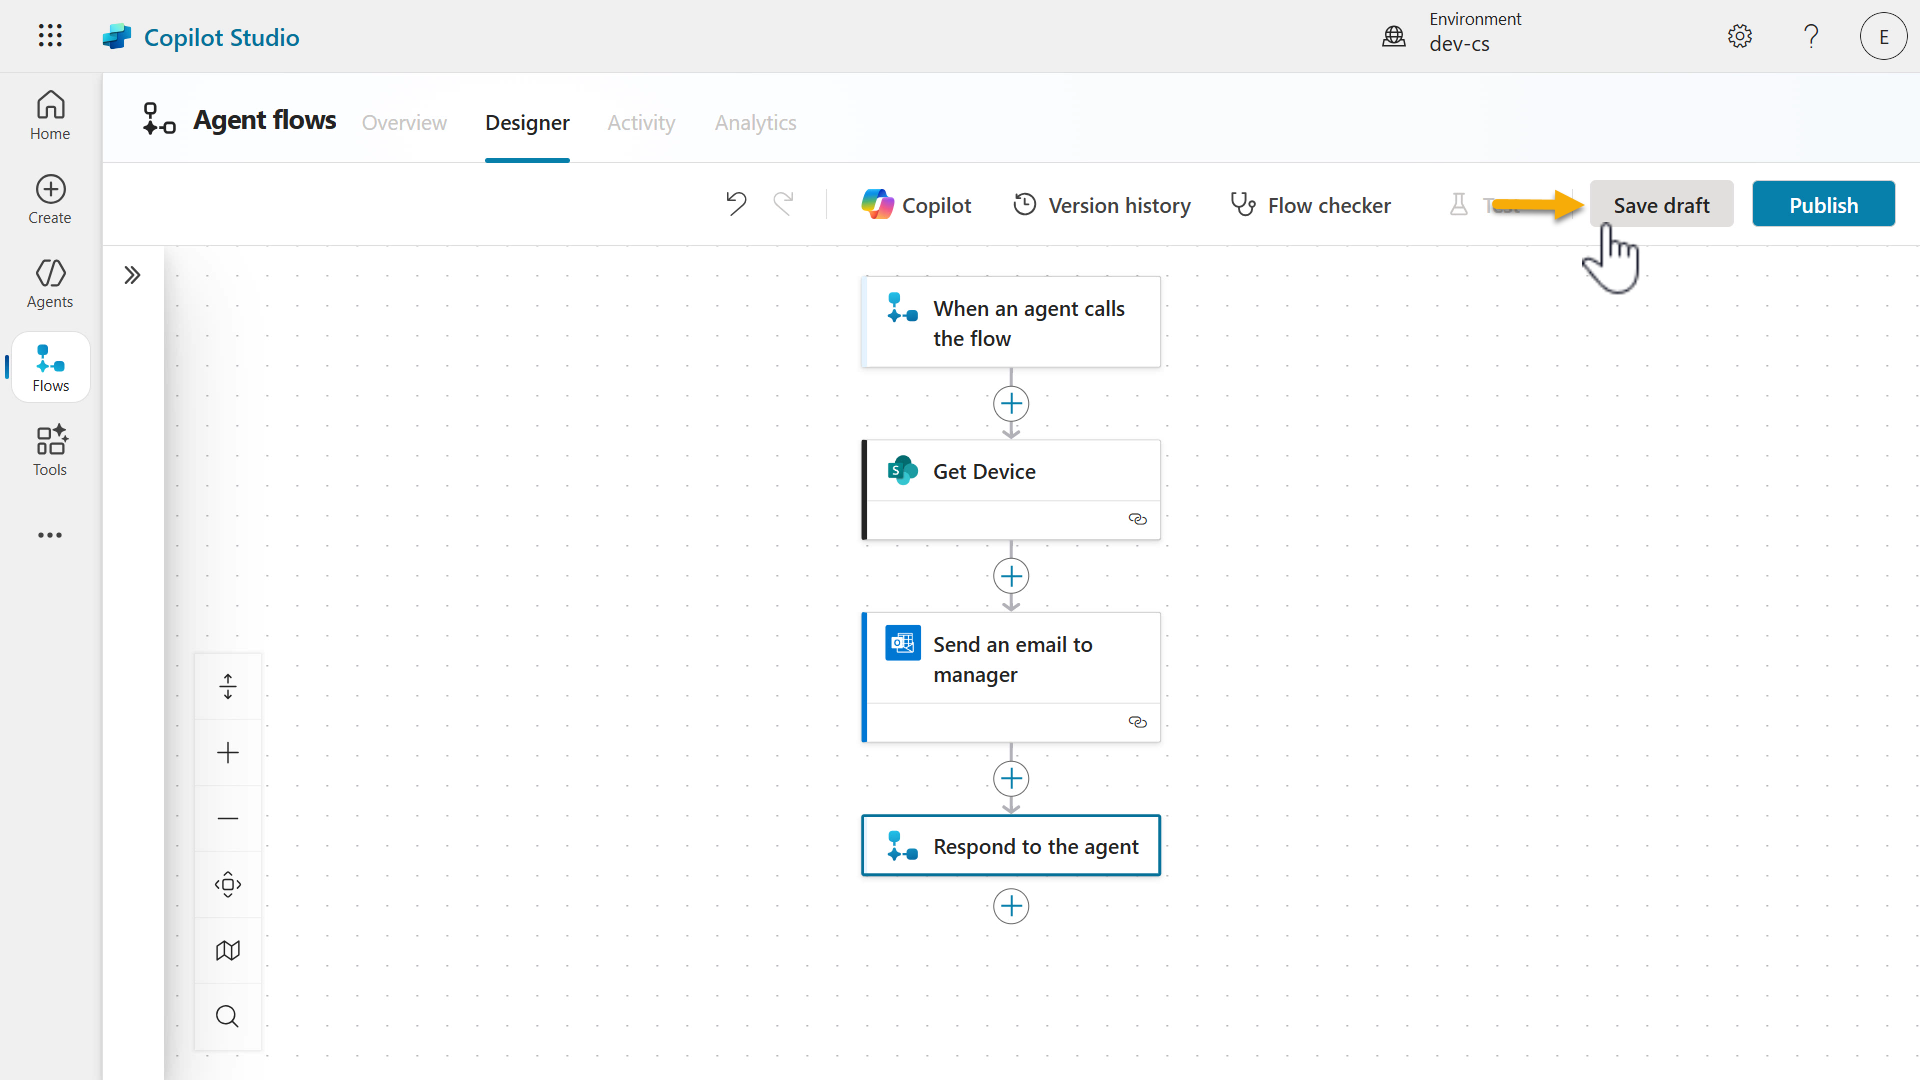 Copilot Studio
Environment
dev-cs
E
Home
Create
Agents
Flows
Tools
Agent flows
Overview
Designer
Activity
Analytics
Copilot
Version history
Flow checker
Save draft
Publish
When an agent calls
the flow
S
Get Device
Send an email to
manager
Respond to the agent